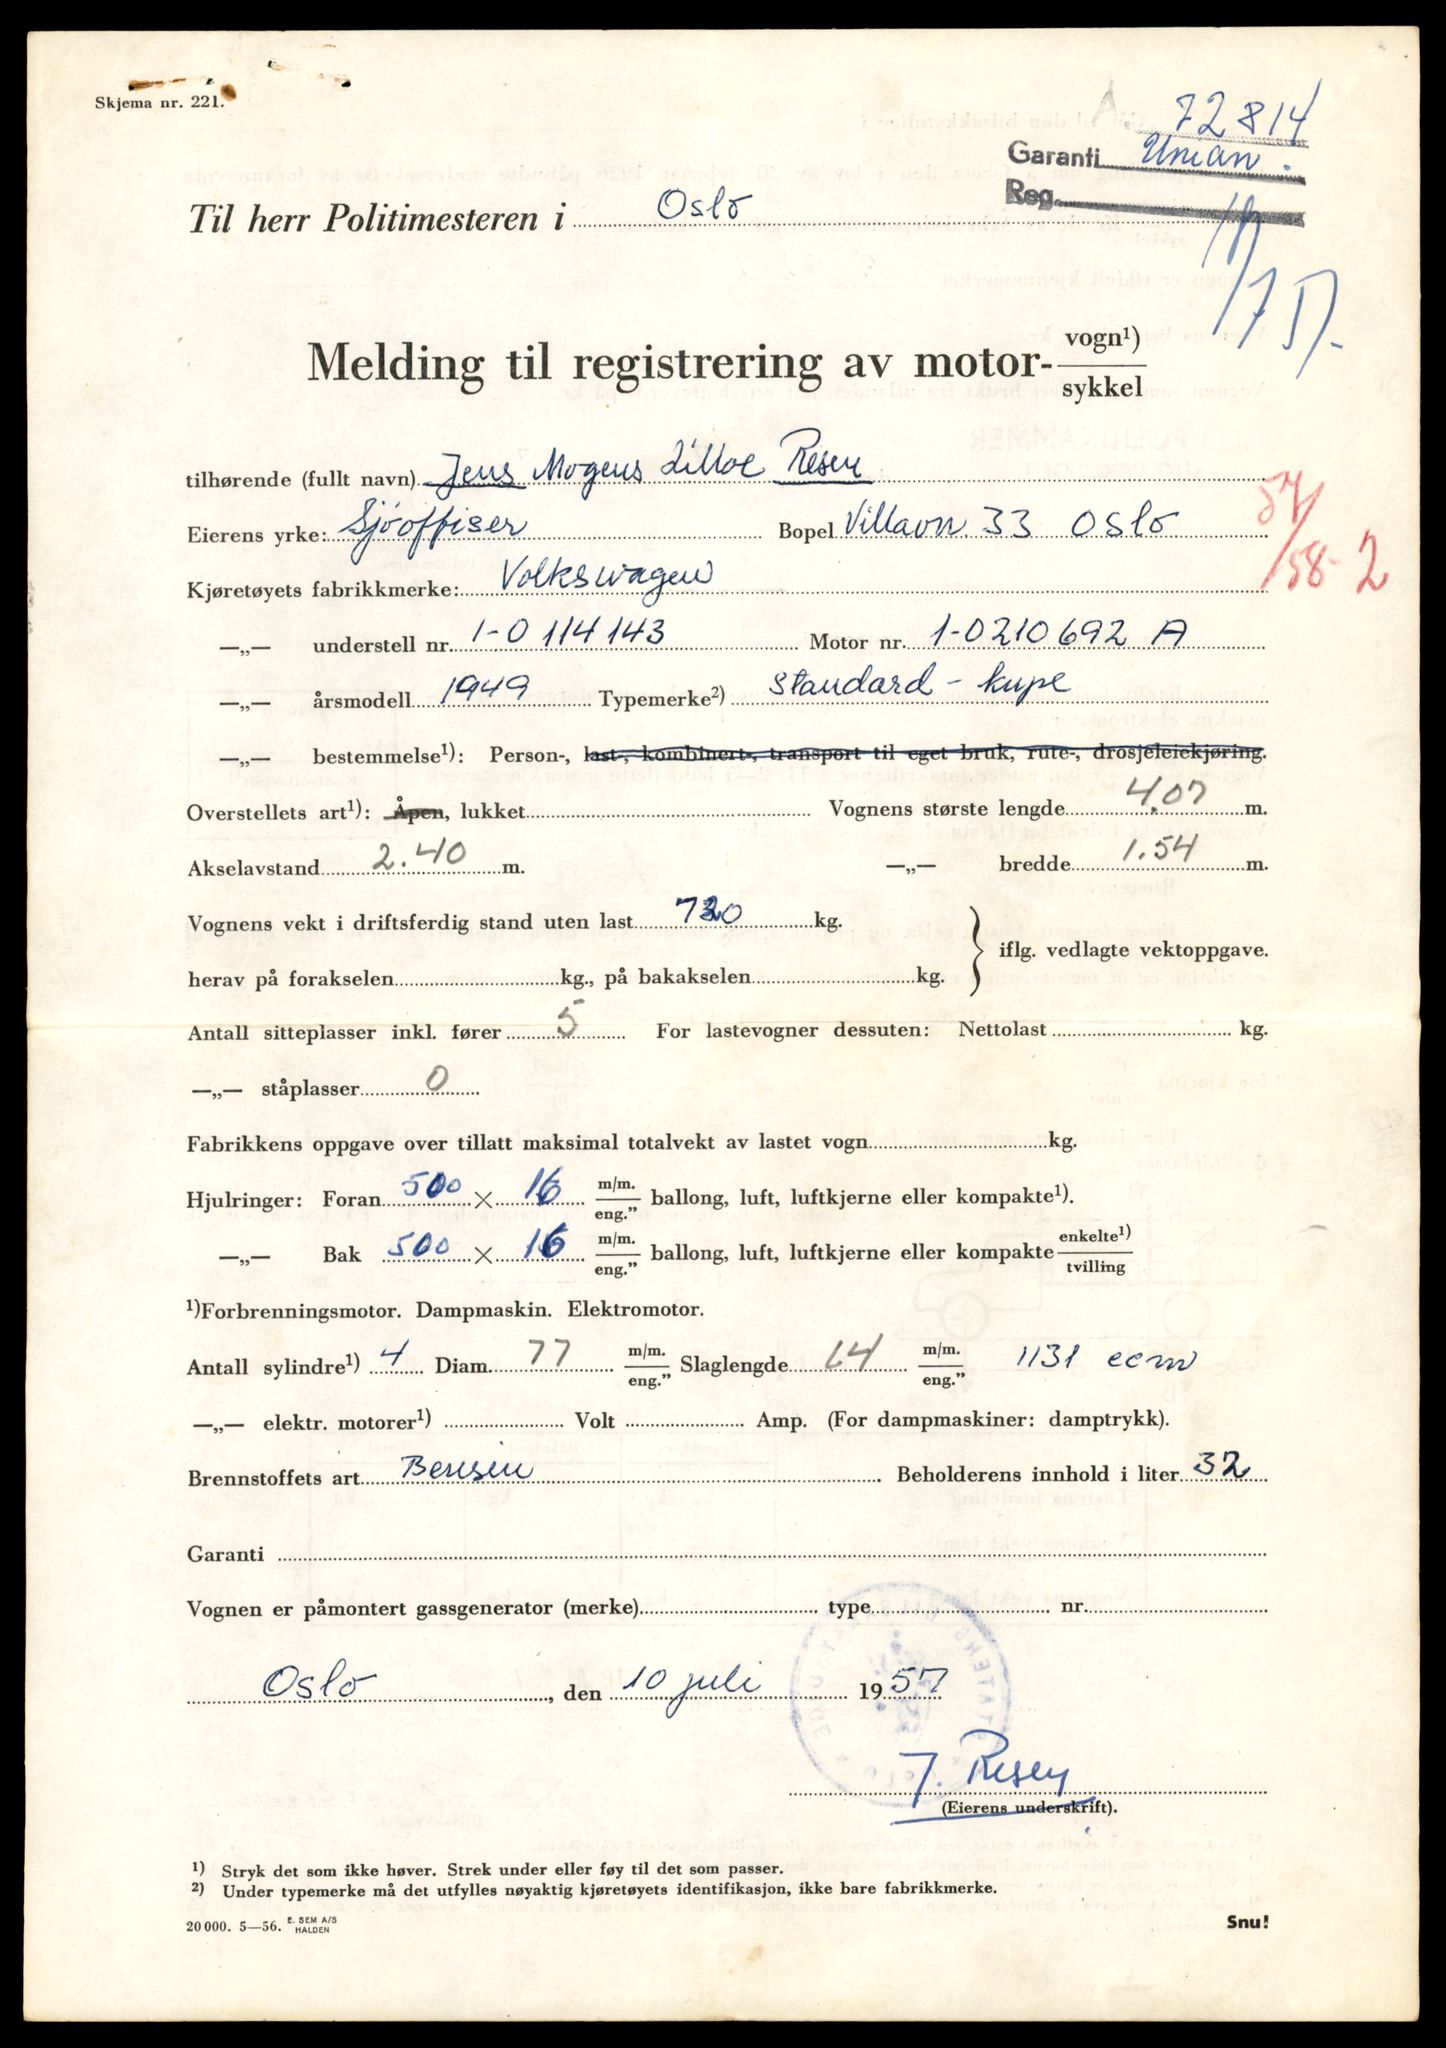 Skjema nr. 221.
A. 72814
Garanti Unian.
Reg.
Til herr Politimesteren i Oslo
Melding til registrering av motor-vogn¹)/sykkel
tilhørende (fullt navn) Jens Mogens Lilloe Resen
Eierens yrke: Sjöoffiser Bopel Villavn. 33 Oslo
57/58- 2
Kjøretøyets fabrikkmerke: Volkswagen
—„— understell nr. 1-0 114 143 Motor nr. 1-0210692 A
—„— årsmodell 1949 Typemerke²) Standard - kupe
—„— bestemmelse¹): Person-, last-, kombinert-, transport til eget bruk, rute-, drosjeleiekjøring.
Overstellets art¹): Åpen, lukket Vognens største lengde 4.07 m.
Akselavstand 2.40 m. —„— bredde 1.54 m.
Vognens vekt i driftsferdig stand uten last 720 kg.
iflg. vedlagte vektoppgave.
herav på forakselen kg., på bakakselen kg.
Antall sitteplasser inkl. fører 5 For lastevogner dessuten: Nettolast kg.
—„— ståplasser 0
Fabrikkens oppgave over tillatt maksimal totalvekt av lastet vogn kg.
Hjulringer: Foran 500 × 16 m/m./eng.” ballong, luft, luftkjerne eller kompakte¹).
—„— Bak 500 × 16 m/m./eng.” ballong, luft, luftkjerne eller kompakte enkelte¹)/tvilling
¹)Forbrenningsmotor. Dampmaskin. Elektromotor.
Antall sylindre¹) 4 Diam. 77 m/m./eng.” Slaglengde 64 m/m./eng.” 1131 ccm
—„— elektr. motorer¹) Volt Amp. (For dampmaskiner: damptrykk).
Brennstoffets art Bensin Beholderens innhold i liter 32
Garanti
Vognen er påmontert gassgenerator (merke) type nr.
Oslo, den 10 juli 1957
J. Resen
(Eierens underskrift).
¹) Stryk det som ikke høver. Strek under eller føy til det som passer.
²) Under typemerke må det utfylles nøyaktig kjøretøyets identifikasjon, ikke bare fabrikkmerke.
20 000. 5—56. E. SEM A/S HALDEN
Snu!